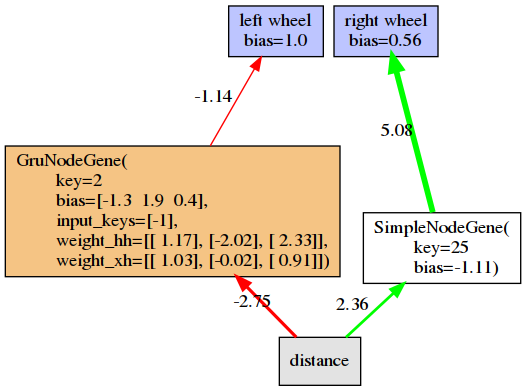 left wheel
bias=1.0
right wheel
bias=0.56
-1.14
5.08
GruNodeGene(
key=2
bias=[-1.3 1.9 0.4],
input_keys=[-1],
weight_hh=[[ 1.17], [-2.02], [ 2.33]],
weight_xh=[[ 1.03], [-0.02], [ 0.91]])
SimpleNodeGene(
key=25
bias=-1.11)
-2.75
2.36
distance